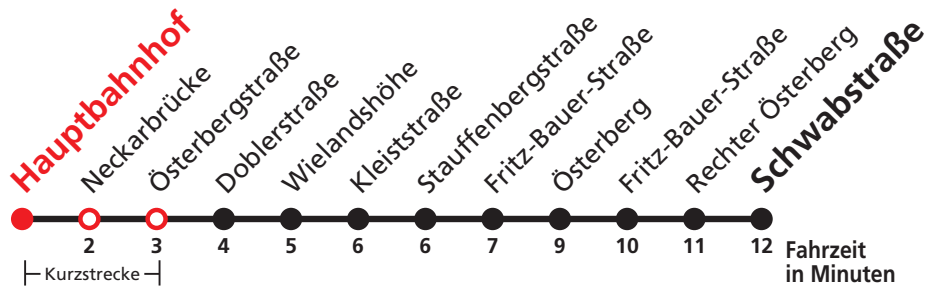 Hauptbahnhof
Neckarbrücke
Österbergstraße
Doblerstraße
Wielandshöhe
Kleiststraße
Stauffenbergstraße
Fritz-Bauer-Straße
Österberg
Fritz-Bauer-Straße
Rechter Österberg
Schwabstraße
2 3 4 5 6 6 7 9 10 11 12
Fahrzeit
in Minuten
Kurzstrecke